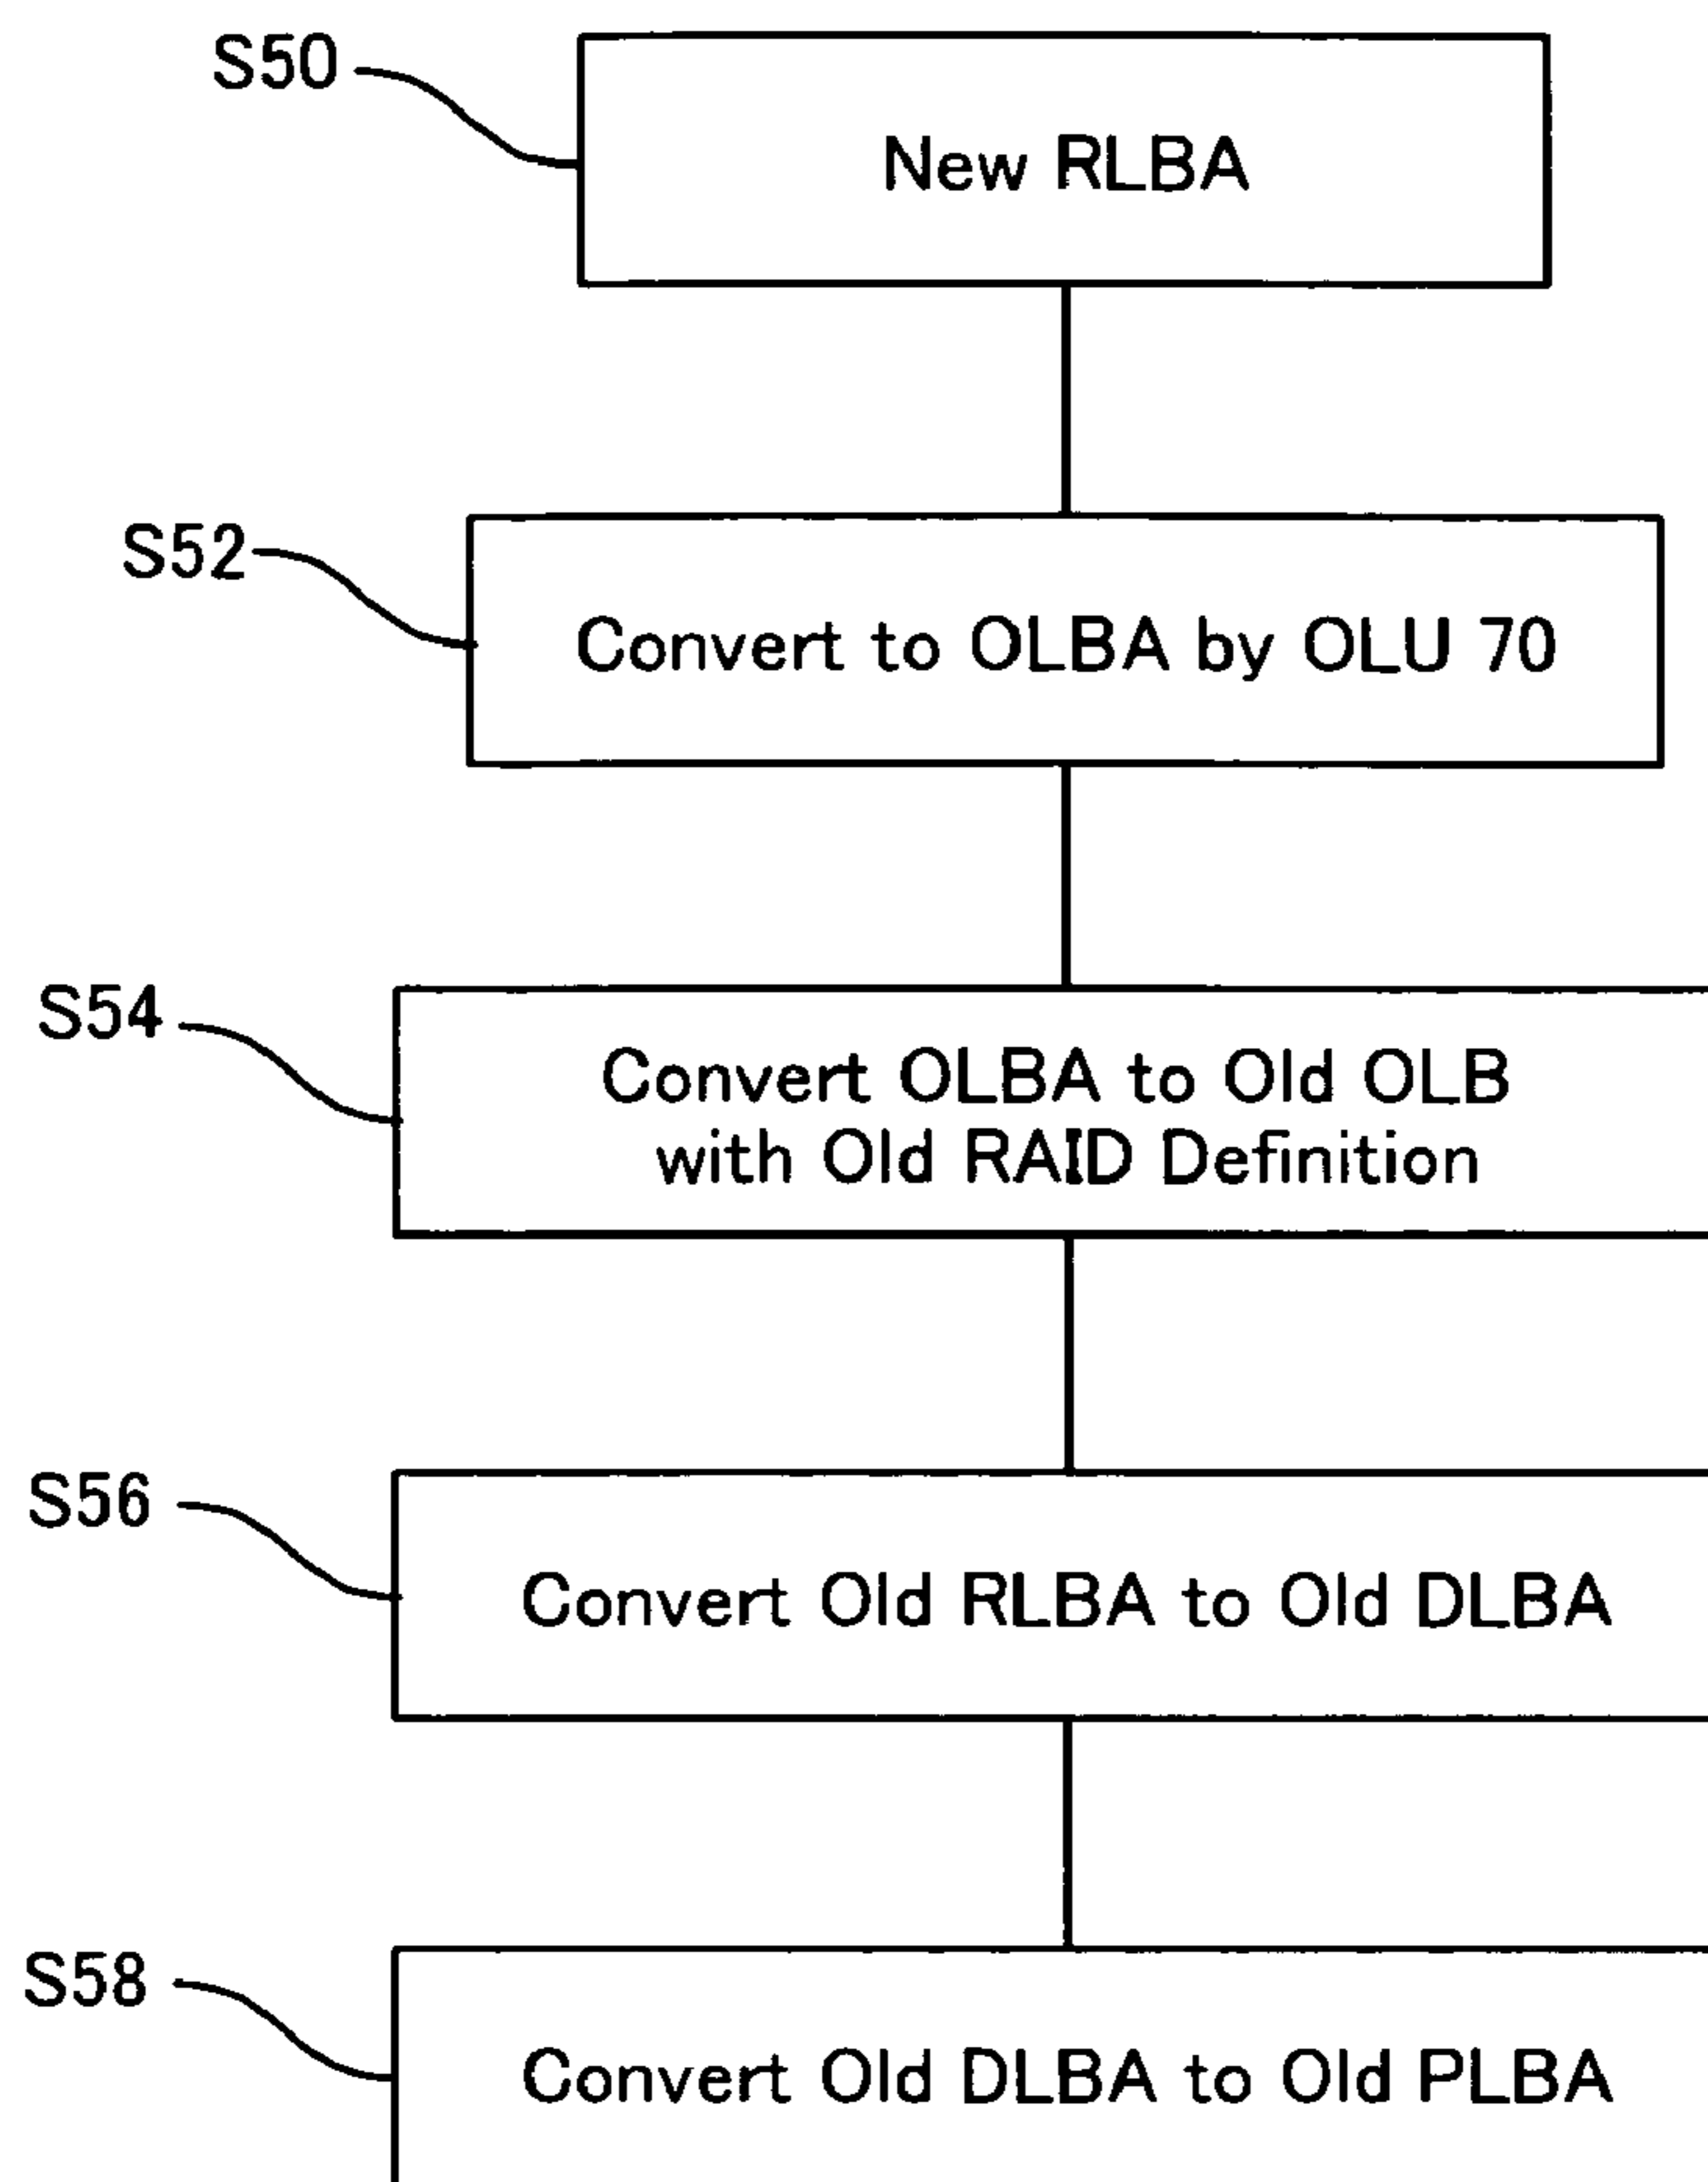 S50
New RLBA
S52
Convert to OLBA by OLU 70
S54
Convert OLBA to Old OLB
with Old RAID Definition
S56
Convert Old RLBA to Old DLBA
S58
Convert Old DLBA to Old PLBA